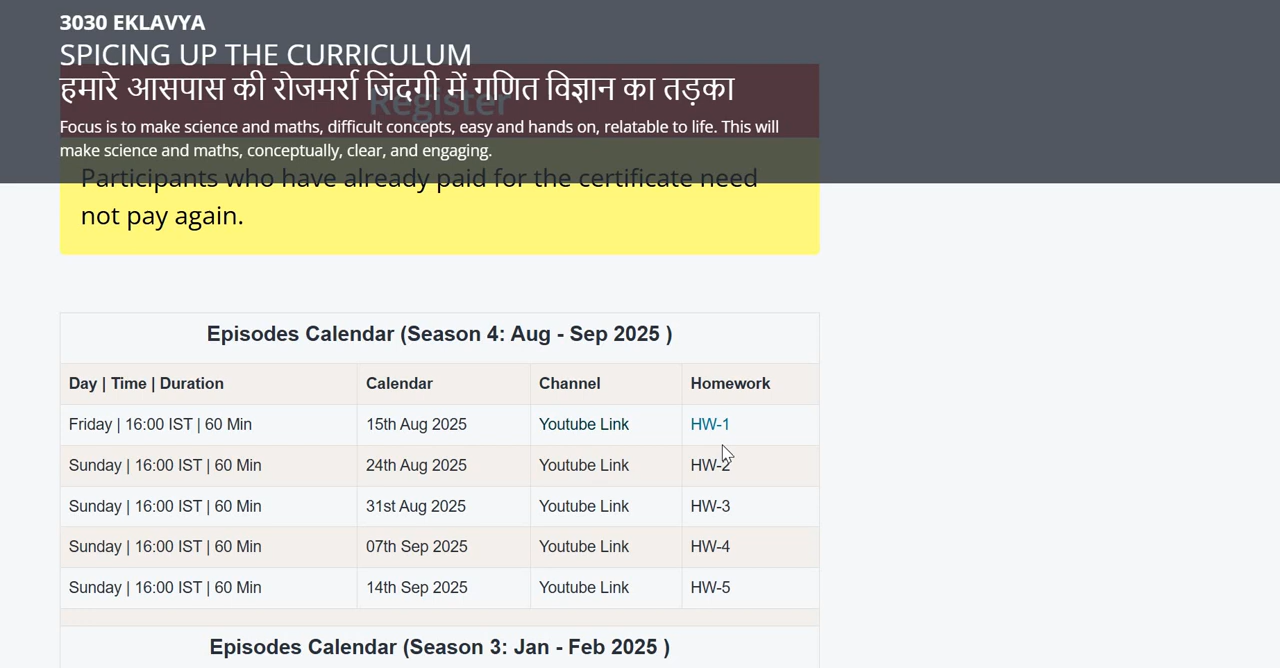 3030 EKLAVYA
SPICING UP THE CURRICULUM
हमारे आसपास की रोजमर्रा जिंदगी में गणित विज्ञान का तड़का
Register
Focus is to make science and maths, difficult concepts, easy and hands on, relatable to life. This will
make science and maths, conceptually, clear, and engaging.
Participants who have already paid for the certificate need
not pay again.
Episodes Calendar (Season 4: Aug - Sep 2025 )
Day | Time | Duration Calendar Channel Homework
Friday | 16:00 IST | 60 Min 15th Aug 2025 Youtube Link HW-1
Sunday | 16:00 IST | 60 Min 24th Aug 2025 Youtube Link HW-2
Sunday | 16:00 IST | 60 Min 31st Aug 2025 Youtube Link HW-3
Sunday | 16:00 IST | 60 Min 07th Sep 2025 Youtube Link HW-4
Sunday | 16:00 IST | 60 Min 14th Sep 2025 Youtube Link HW-5
Episodes Calendar (Season 3: Jan - Feb 2025 )